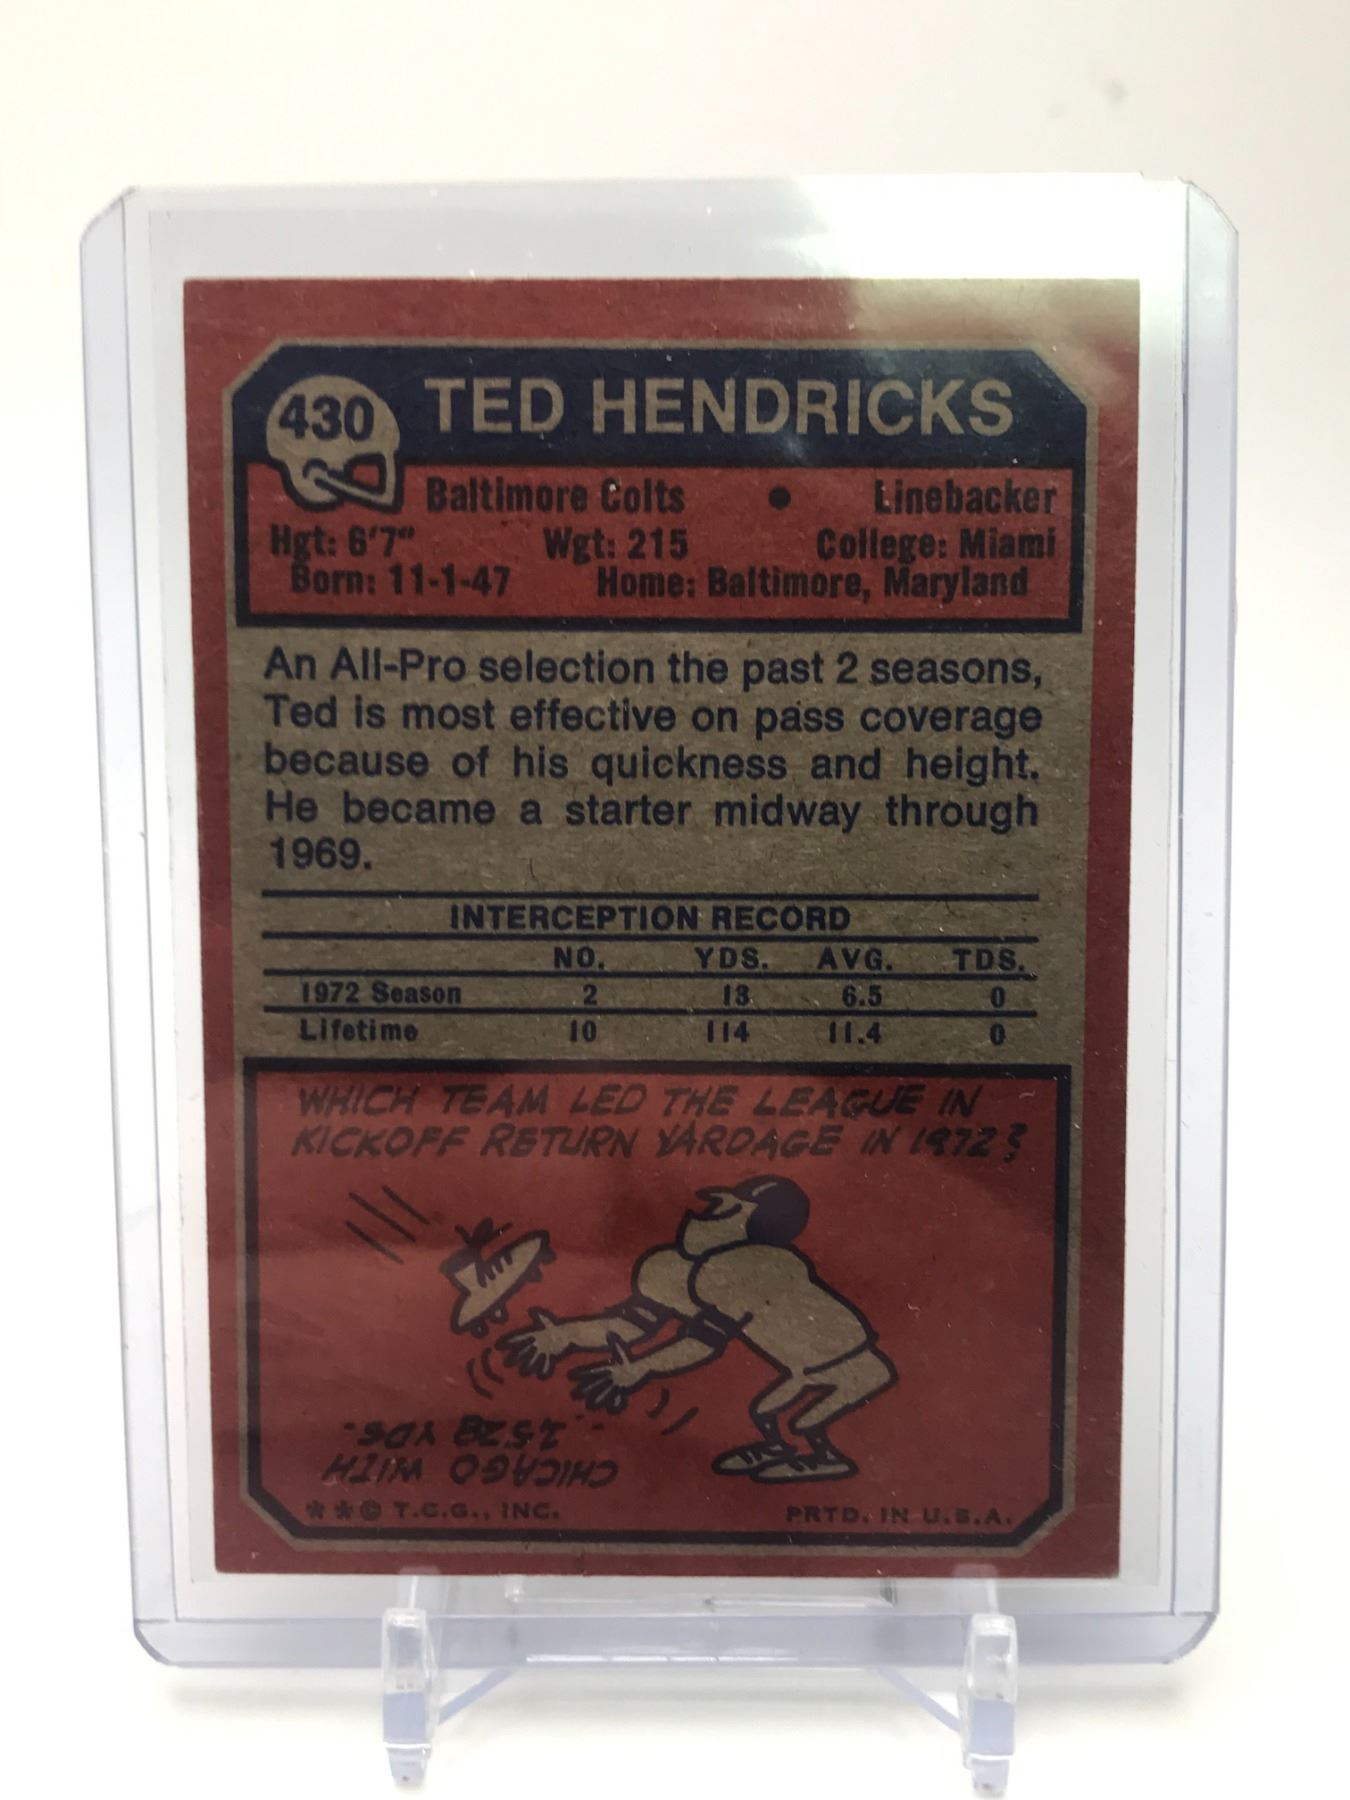 430 TED HENDRICKS
Baltimore Colts • Linebacker
Hgt: 6'7" Wgt: 215 College: Miami
Born: 11-1-47 Home: Baltimore, Maryland
An All-Pro selection the past 2 seasons,
Ted is most effective on pass coverage
because of his quickness and height.
He became a starter midway through
1969.
INTERCEPTION RECORD
NO. YDS. AVG. TDS.
1972 Season 2 13 6.5 0
Lifetime 10 114 11.4 0
WHICH TEAM LED THE LEAGUE IN
KICKOFF RETURN YARDAGE IN 1972?
CHICAGO WITH
YDS.
** © T.C.G., INC. PRTD. IN U.S.A.